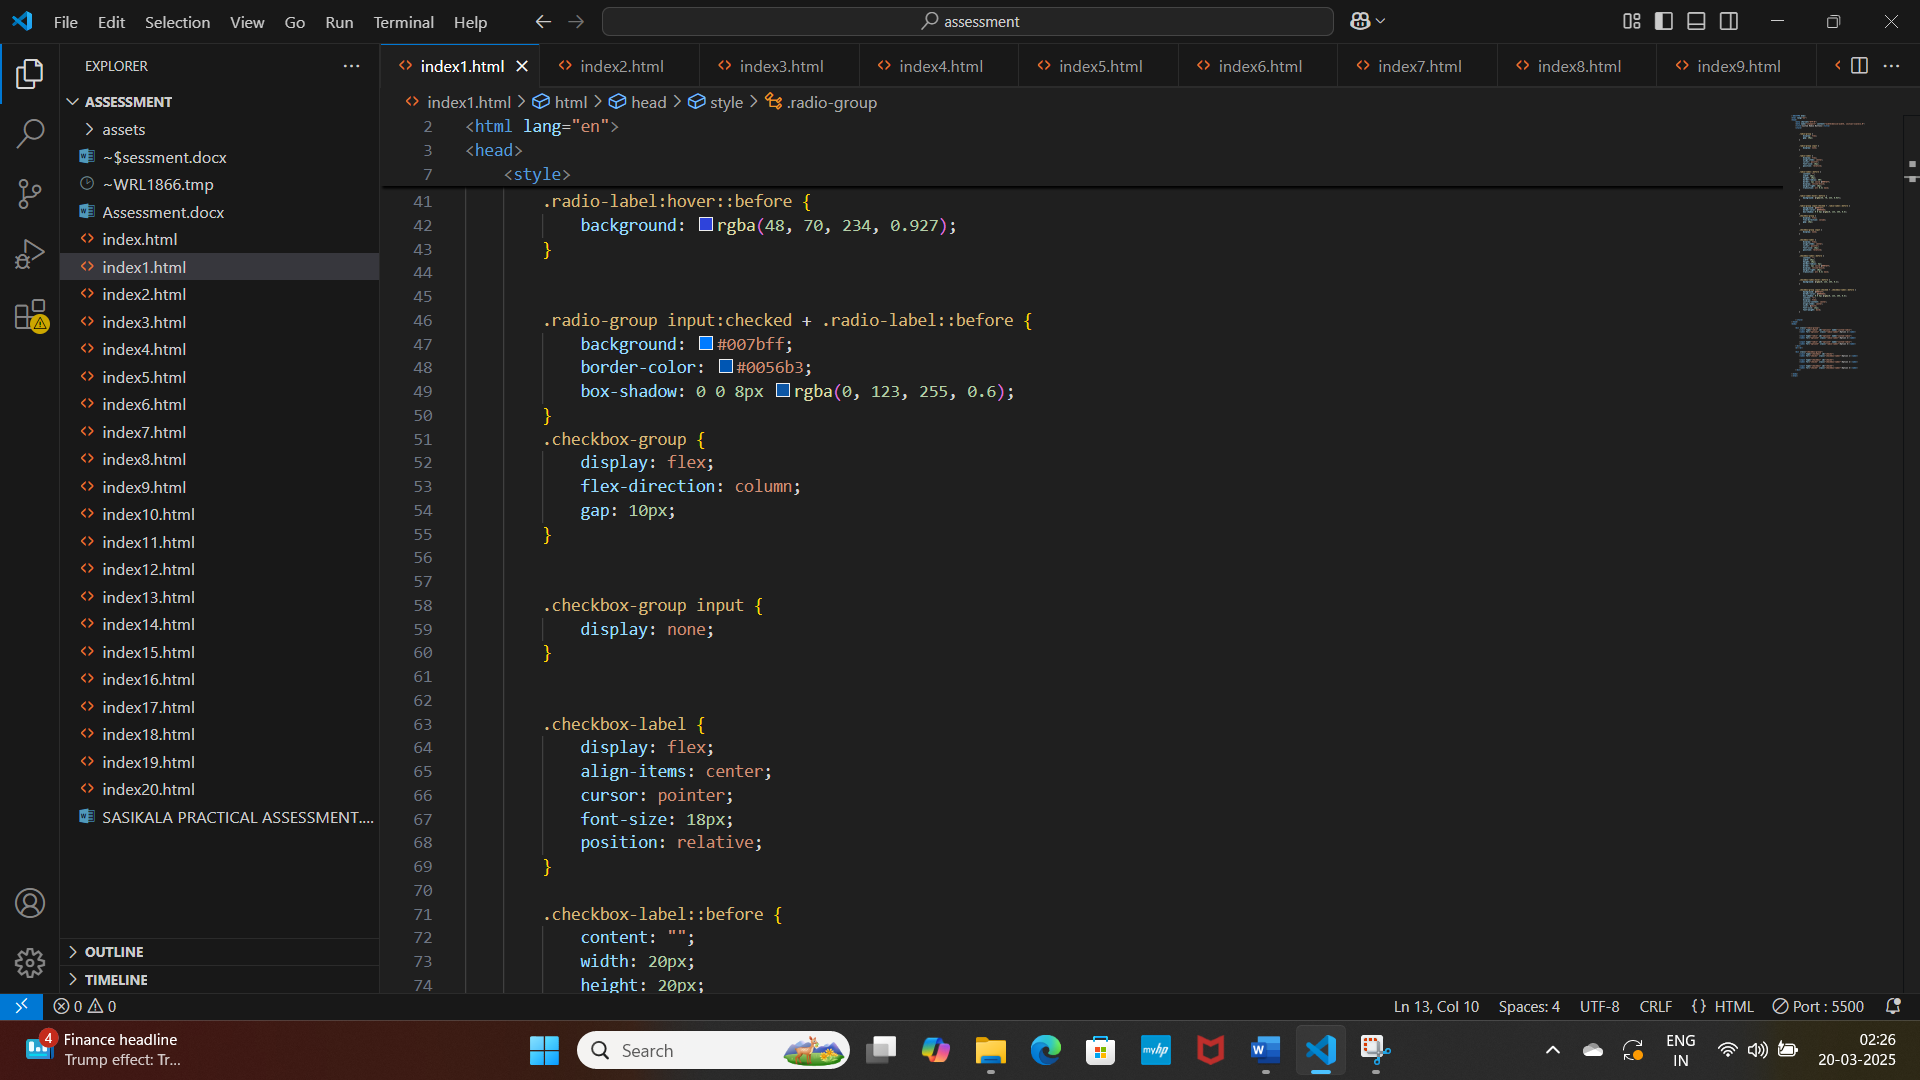 File Edit Selection View Go Run Terminal Help
assessment
EXPLORER
index1.html
index2.html
index3.html
index4.html
index5.html
index6.html
index7.html
index8.html
index9.html
ASSESSMENT
assets
~$sessment.docx
~WRL1866.tmp
Assessment.docx
index.html
index1.html
index2.html
index3.html
index4.html
index5.html
index6.html
index7.html
index8.html
index9.html
index10.html
index11.html
index12.html
index13.html
index14.html
index15.html
index16.html
index17.html
index18.html
index19.html
index20.html
SASIKALA PRACTICAL ASSESSMENT....
OUTLINE
TIMELINE
index1.html > html > head > style > .radio-group
2 <html lang="en">
3 <head>
7 <style>
41 .radio-label:hover::before {
42 background: rgba(48, 70, 234, 0.927);
43 }
44
45
46 .radio-group input:checked + .radio-label::before {
47 background: #007bff;
48 border-color: #0056b3;
49 box-shadow: 0 0 8px rgba(0, 123, 255, 0.6);
50 }
51 .checkbox-group {
52 display: flex;
53 flex-direction: column;
54 gap: 10px;
55 }
56
57
58 .checkbox-group input {
59 display: none;
60 }
61
62
63 .checkbox-label {
64 display: flex;
65 align-items: center;
66 cursor: pointer;
67 font-size: 18px;
68 position: relative;
69 }
70
71 .checkbox-label::before {
72 content: "";
73 width: 20px;
74 height: 20px;
0 0
Ln 13, Col 10 Spaces: 4 UTF-8 CRLF {} HTML Port : 5500
4
Finance headline
Trump effect: Tr...
Search
myhp
W
ENG
IN
02:26
20-03-2025